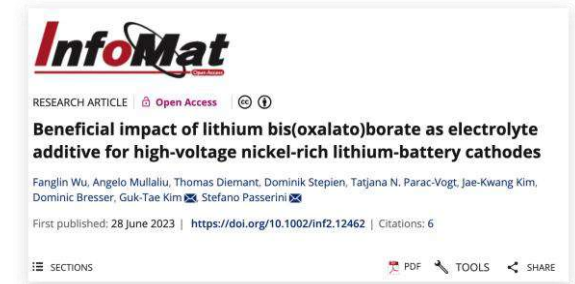 InfoMat
Open Access
RESEARCH ARTICLE Open Access
Beneficial impact of lithium bis(oxalato)borate as electrolyte
additive for high-voltage nickel-rich lithium-battery cathodes
Fanglin Wu, Angelo Mullaliu, Thomas Diemant, Dominik Stepien, Tatjana N. Parac-Vogt, Jae-Kwang Kim,
Dominic Bresser, Guk-Tae Kim, Stefano Passerini
First published: 28 June 2023 | https://doi.org/10.1002/inf2.12462 | Citations: 6
SECTIONS PDF TOOLS SHARE